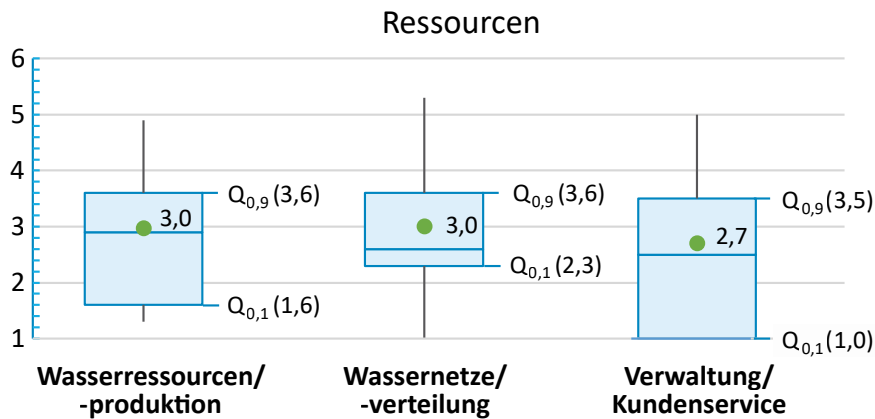 Ressourcen
6
5
4
3
2
1
Q0,9 (3,6)
3,0
Q0,1 (1,6)
Q0,9 (3,6)
3,0
Q0,1 (2,3)
Q0,9 (3,5)
2,7
Q0,1 (1,0)
Wasserressourcen/
-produktion
Wassernetze/
-verteilung
Verwaltung/
Kundenservice